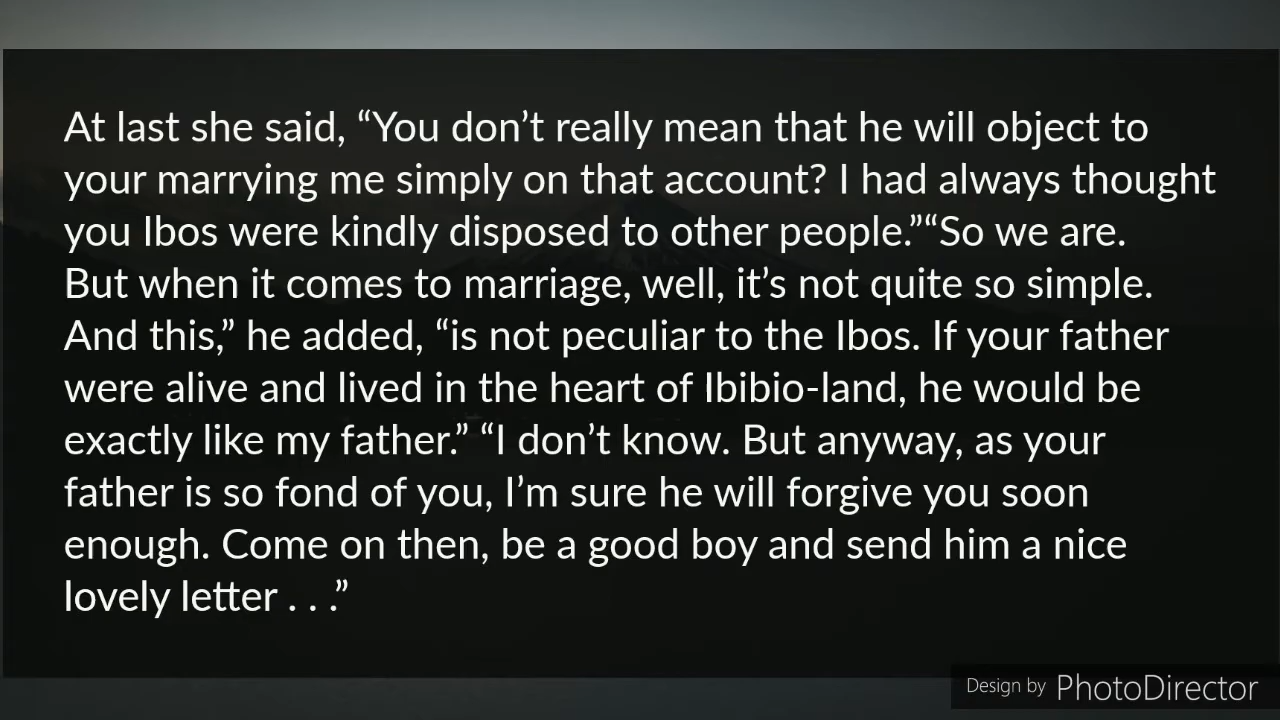 At last she said, “You don’t really mean that he will object to
your marrying me simply on that account? I had always thought
you Ibos were kindly disposed to other people.”“So we are.
But when it comes to marriage, well, it’s not quite so simple.
And this,” he added, “is not peculiar to the Ibos. If your father
were alive and lived in the heart of Ibibio-land, he would be
exactly like my father.” “I don’t know. But anyway, as your
father is so fond of you, I’m sure he will forgive you soon
enough. Come on then, be a good boy and send him a nice
lovely letter . . .”
Design by PhotoDirector